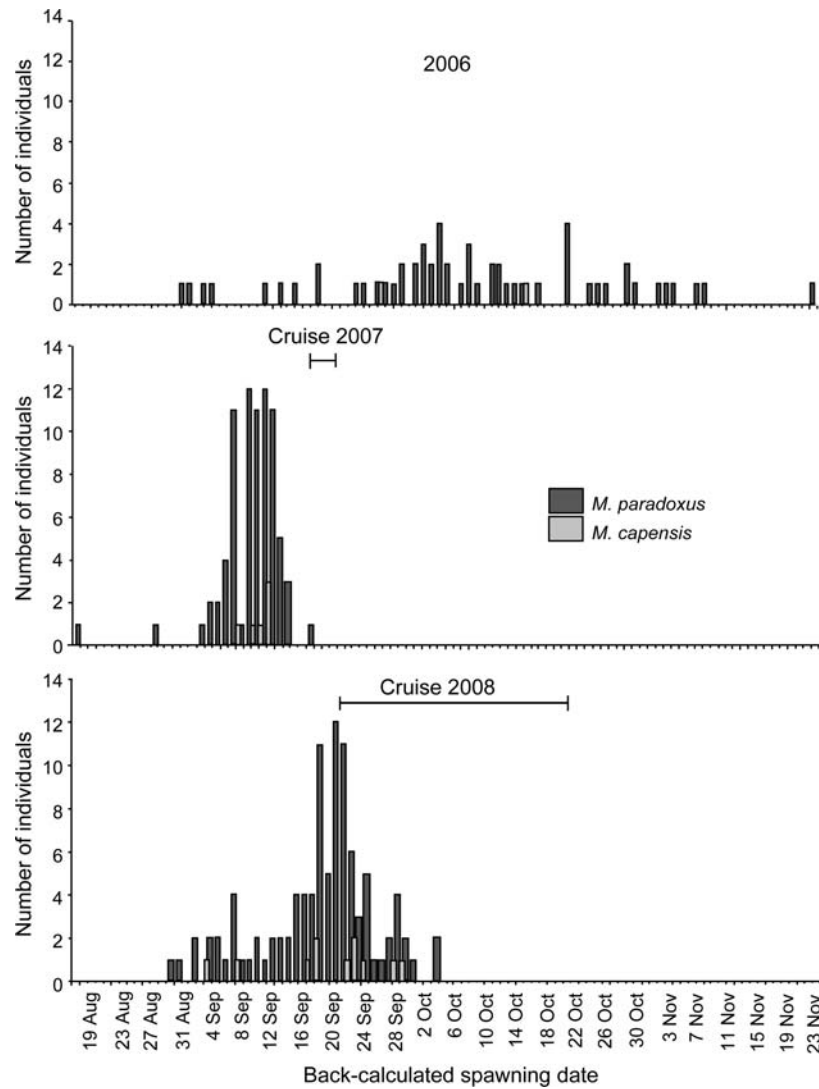 14
12
10
8
6
4
2
0
Number of individuals
2006
Cruise 2007
14
12
10
8
6
4
2
0
Number of individuals
M. paradoxus
M. capensis
Cruise 2008
14
12
10
8
6
4
2
0
Number of individuals
19 Aug
23 Aug
27 Aug
31 Aug
4 Sep
8 Sep
12 Sep
16 Sep
20 Sep
24 Sep
28 Sep
2 Oct
6 Oct
10 Oct
14 Oct
18 Oct
22 Oct
26 Oct
30 Oct
3 Nov
7 Nov
11 Nov
15 Nov
19 Nov
23 Nov
Back-calculated spawning date